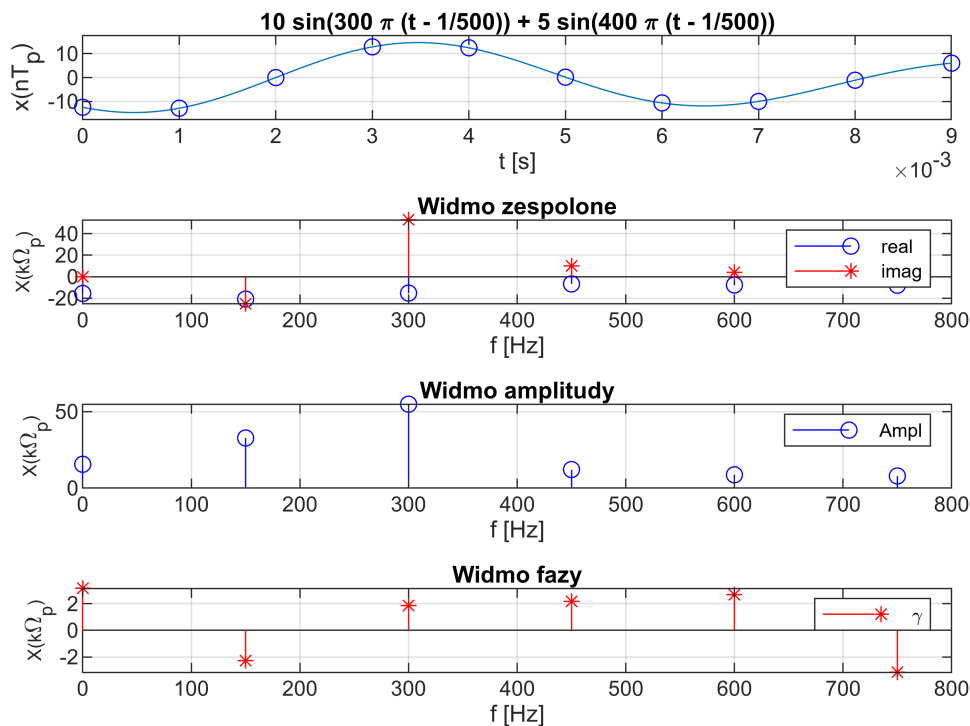 10 sin(300 π (t - 1/500)) + 5 sin(400 π (t - 1/500))
x(nT_p)
10
0
-10
0 1 2 3 4 5 6 7 8 9
t [s]
×10^-3
Widmo zespolone
X(kΩ_p)
40
20
0
-20
real
imag
0 100 200 300 400 500 600 700 800
f [Hz]
Widmo amplitudy
X(kΩ_p)
50
0
Ampl
0 100 200 300 400 500 600 700 800
f [Hz]
Widmo fazy
X(kΩ_p)
2
0
-2
γ
0 100 200 300 400 500 600 700 800
f [Hz]